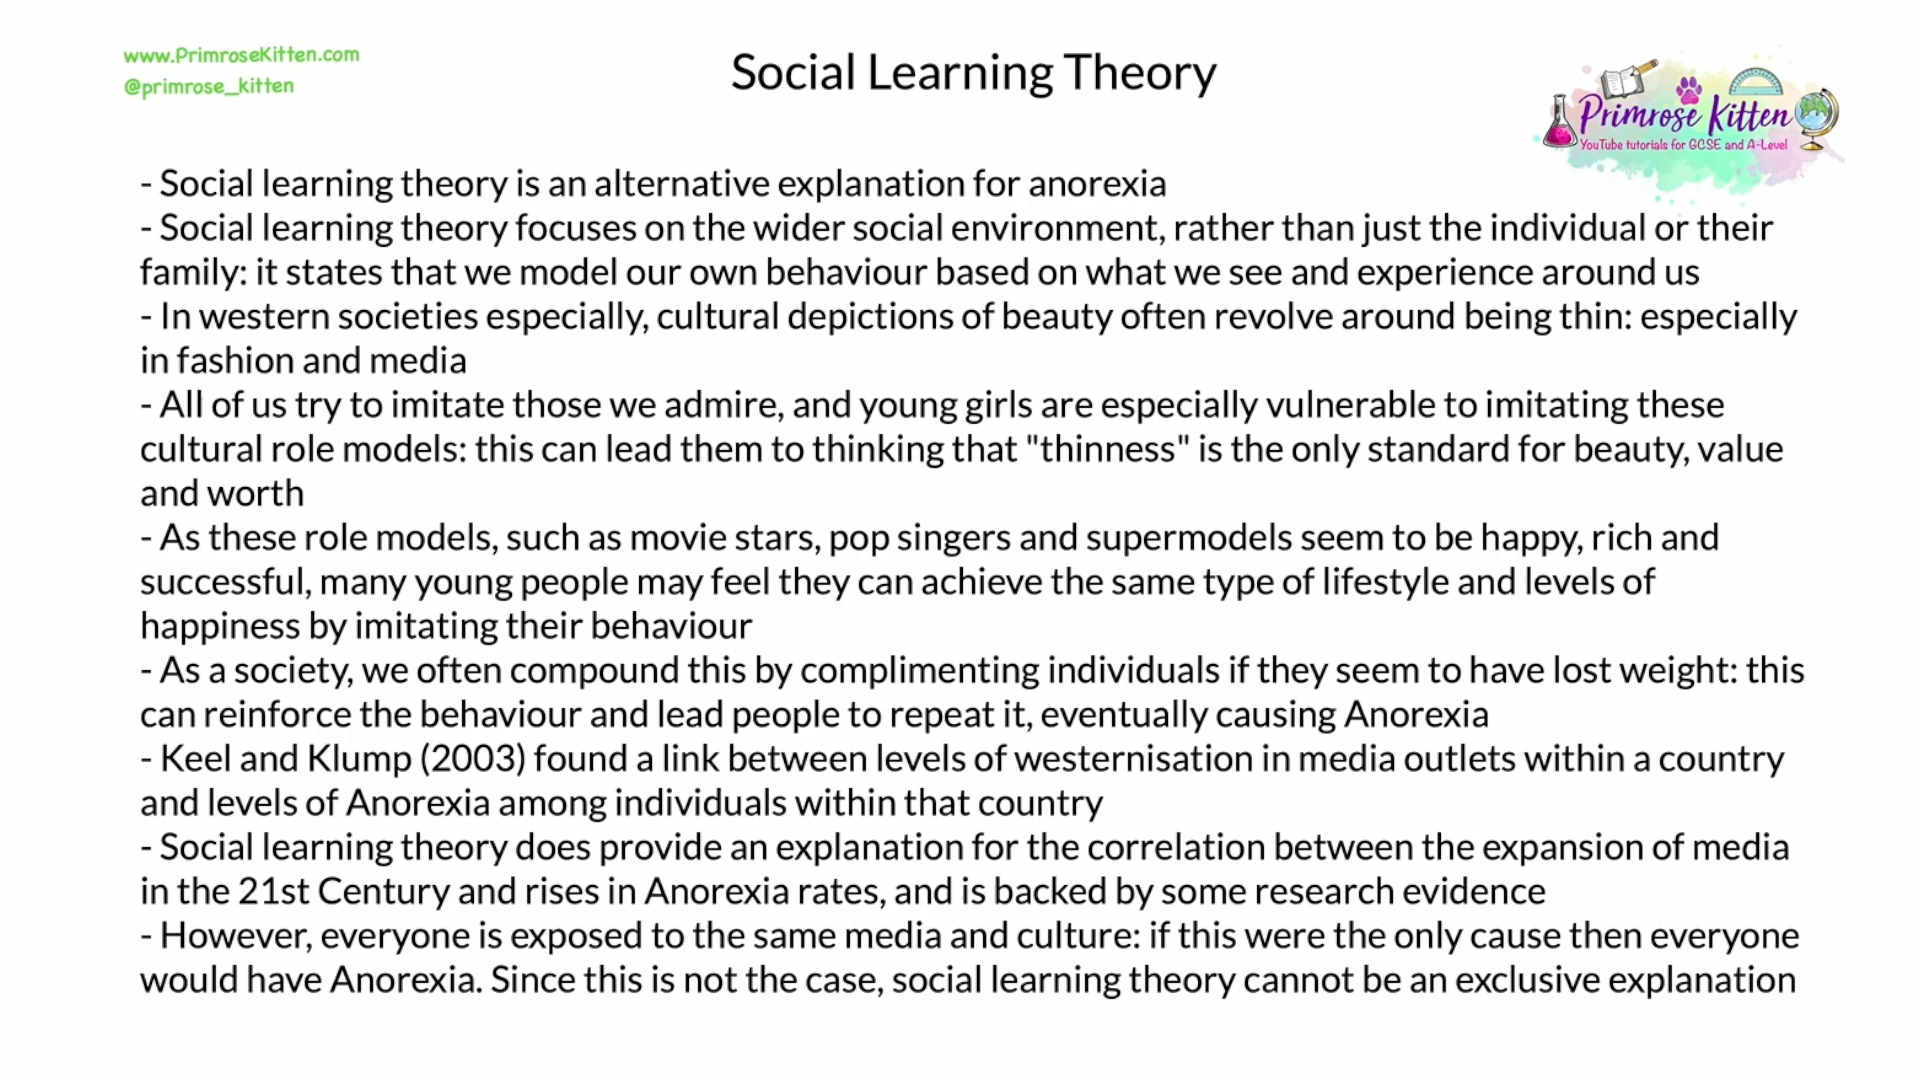 www.PrimroseKitten.com
@primrose_kitten
Social Learning Theory
Primrose Kitten
YouTube tutorials for GCSE and A-Level
- Social learning theory is an alternative explanation for anorexia
- Social learning theory focuses on the wider social environment, rather than just the individual or their
family: it states that we model our own behaviour based on what we see and experience around us
- In western societies especially, cultural depictions of beauty often revolve around being thin: especially
in fashion and media
- All of us try to imitate those we admire, and young girls are especially vulnerable to imitating these
cultural role models: this can lead them to thinking that "thinness" is the only standard for beauty, value
and worth
- As these role models, such as movie stars, pop singers and supermodels seem to be happy, rich and
successful, many young people may feel they can achieve the same type of lifestyle and levels of
happiness by imitating their behaviour
- As a society, we often compound this by complimenting individuals if they seem to have lost weight: this
can reinforce the behaviour and lead people to repeat it, eventually causing Anorexia
- Keel and Klump (2003) found a link between levels of westernisation in media outlets within a country
and levels of Anorexia among individuals within that country
- Social learning theory does provide an explanation for the correlation between the expansion of media
in the 21st Century and rises in Anorexia rates, and is backed by some research evidence
- However, everyone is exposed to the same media and culture: if this were the only cause then everyone
would have Anorexia. Since this is not the case, social learning theory cannot be an exclusive explanation